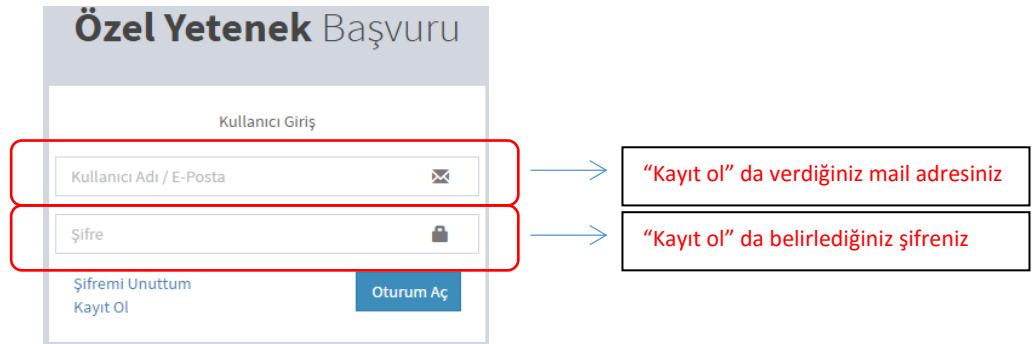 Özel Yetenek Başvuru
Kullanıcı Giriş
Kullanıcı Adı / E-Posta
“Kayıt ol” da verdiğiniz mail adresiniz
Şifre
“Kayıt ol” da belirlediğiniz şifreniz
Şifremi Unuttum
Kayıt Ol
Oturum Aç